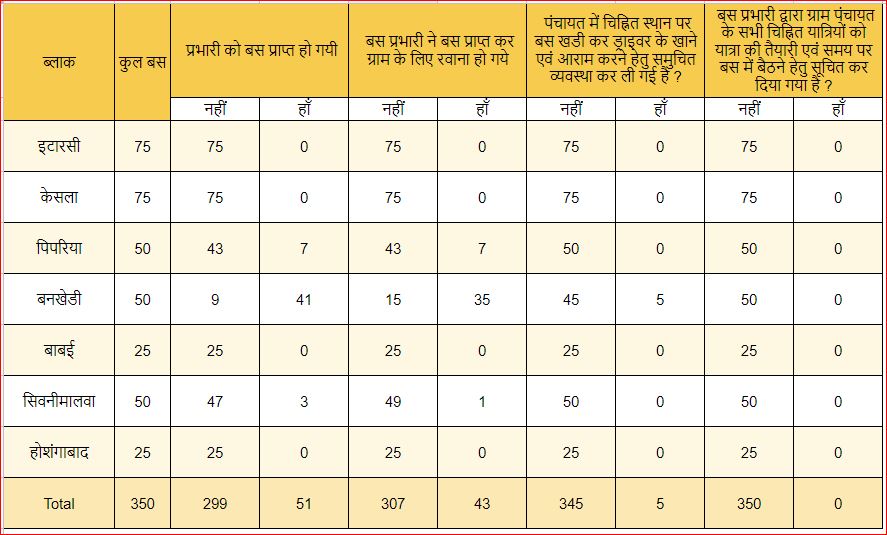 ब्लाक
कुल बस
प्रभारी को बस प्राप्त हो गयी
बस प्रभारी ने बस प्राप्त कर
ग्राम के लिए रवाना हो गये
पंचायत में चिह्नित स्थान पर
बस खडी कर ड्राइवर के खाने
एवं आराम करने हेतु समुचित
व्यवस्था कर ली गई है ?
बस प्रभारी द्वारा ग्राम पंचायत
के सभी चिह्नित यात्रियों को
यात्रा की तैयारी एवं समय पर
बस में बैठने हेतु सूचित कर
दिया गया है ?
नहीं हाँ नहीं हाँ नहीं हाँ नहीं हाँ
इटारसी 75 75 0 75 0 75 0 75 0
केसला 75 75 0 75 0 75 0 75 0
पिपरिया 50 43 7 43 7 50 0 50 0
बनखेडी 50 9 41 15 35 45 5 50 0
बाबई 25 25 0 25 0 25 0 25 0
सिवनीमालवा 50 47 3 49 1 50 0 50 0
होशंगाबाद 25 25 0 25 0 25 0 25 0
Total 350 299 51 307 43 345 5 350 0